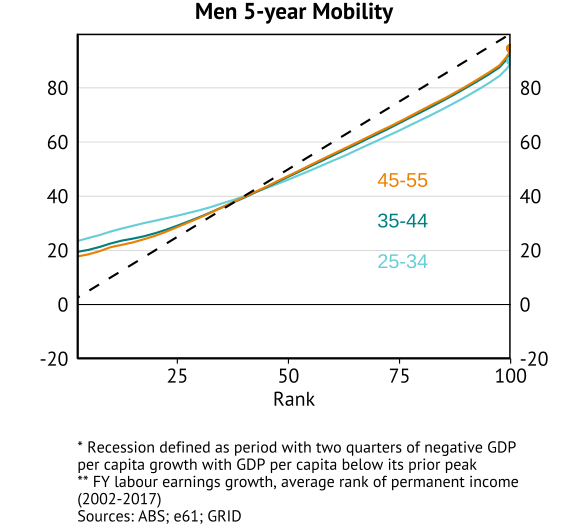 Men 5-year Mobility
80 80
60 60
40 40
20 20
0 0
-20 -20
45-55
35-44
25-34
25 50 75 100
Rank
* Recession defined as period with two quarters of negative GDP
per capita growth with GDP per capita below its prior peak
** FY labour earnings growth, average rank of permanent income
(2002-2017)
Sources: ABS; e61; GRID